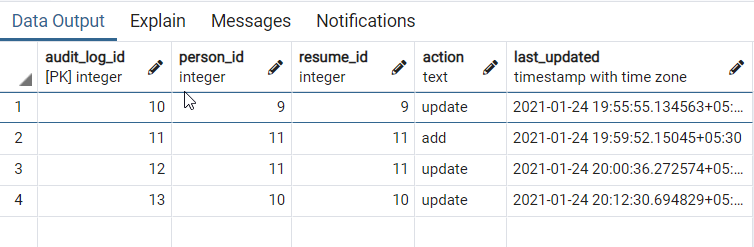 Data Output Explain Messages Notifications
audit_log_id person_id resume_id action last_updated
[PK] integer integer integer text timestamp with time zone
1 10 9 9 update 2021-01-24 19:55:55.134563+05:...
2 11 11 11 add 2021-01-24 19:59:52.15045+05:30
3 12 11 11 update 2021-01-24 20:00:36.272574+05:...
4 13 10 10 update 2021-01-24 20:12:30.694829+05:...